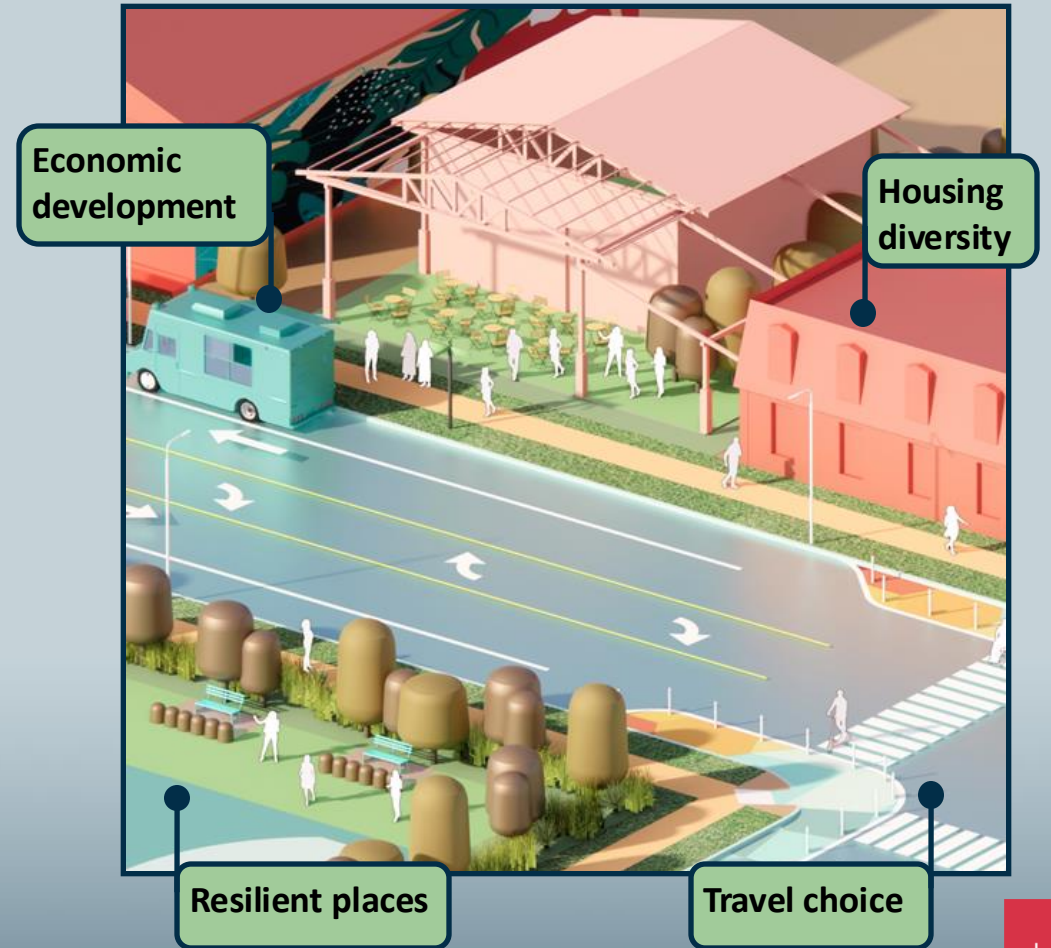 Economic
development
Housing
diversity
Resilient places
Travel choice